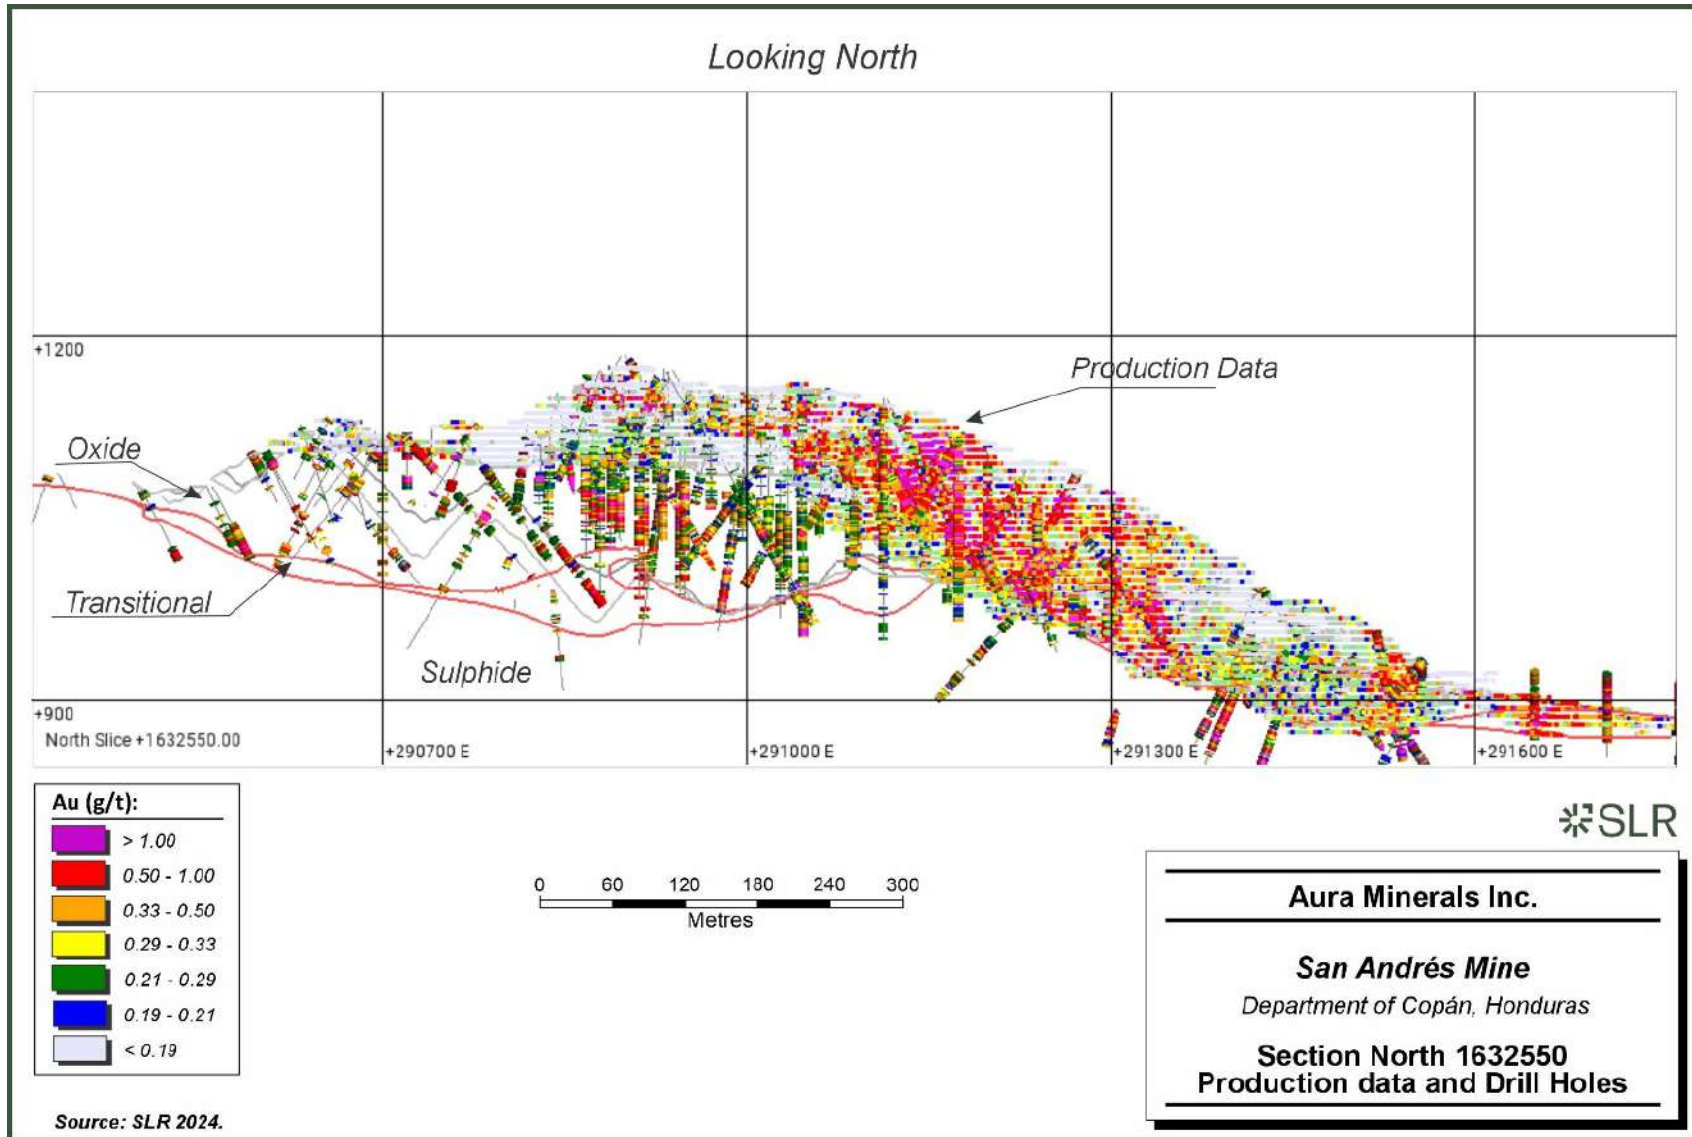 Looking North
+1200
Production Data
Oxide
Transitional
Sulphide
+900
North Slice +1632550.00
+290700 E
+291000 E
+291300 E
+291600 E
Au (g/t):
> 1.00
0.50 - 1.00
0.33 - 0.50
0.29 - 0.33
0.21 - 0.29
0.19 - 0.21
< 0.19
0 60 120 180 240 300
Metres
SLR
Aura Minerals Inc.
San Andrés Mine
Department of Copán, Honduras
Section North 1632550
Production data and Drill Holes
Source: SLR 2024.